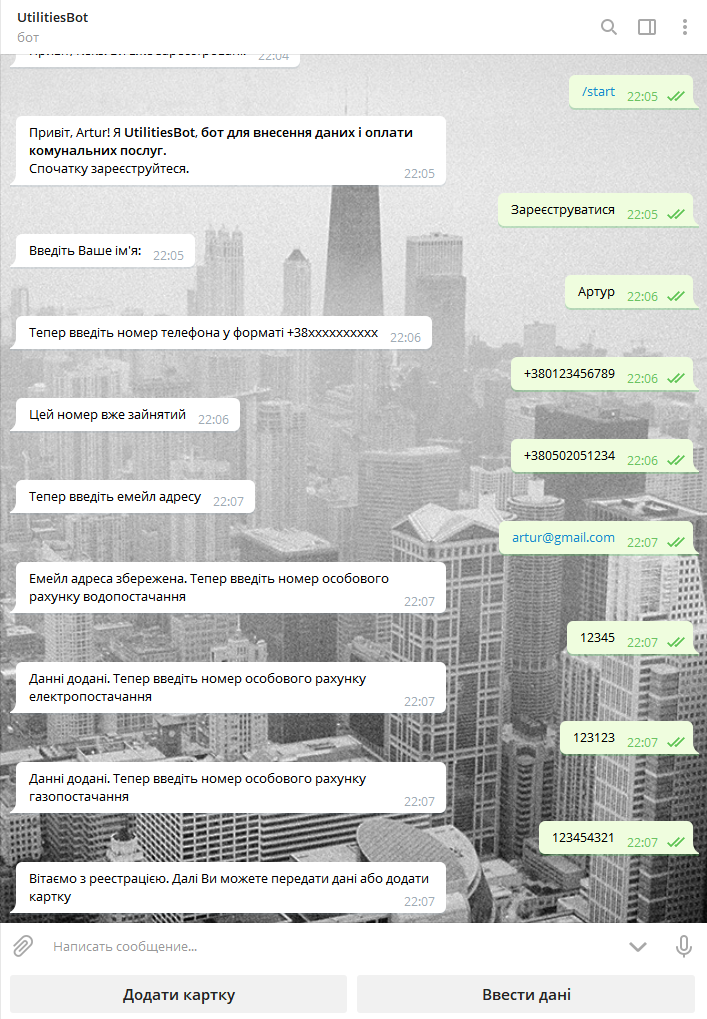 UtilitiesBot
бот
22:04
/start 22:05
Привіт, Artur! Я UtilitiesBot, бот для внесення даних і оплати
комунальних послуг.
Спочатку зареєструйтеся. 22:05
Зареєструватися 22:05
Введіть Ваше ім'я: 22:05
Артур 22:06
Тепер введіть номер телефона у форматі +38xxxxxxxxxx 22:06
+380123456789 22:06
Цей номер вже зайнятий 22:06
+380502051234 22:06
Тепер введіть емейл адресу 22:07
artur@gmail.com 22:07
Емейл адреса збережена. Тепер введіть номер особового
рахунку водопостачання 22:07
12345 22:07
Данні додані. Тепер введіть номер особового рахунку
електропостачання 22:07
123123 22:07
Данні додані. Тепер введіть номер особового рахунку
газопостачання 22:07
123454321 22:07
Вітаємо з реестрацією. Далі Ви можете передати дані або додати
картку 22:07
Написать сообщение...
Додати картку Ввести дані